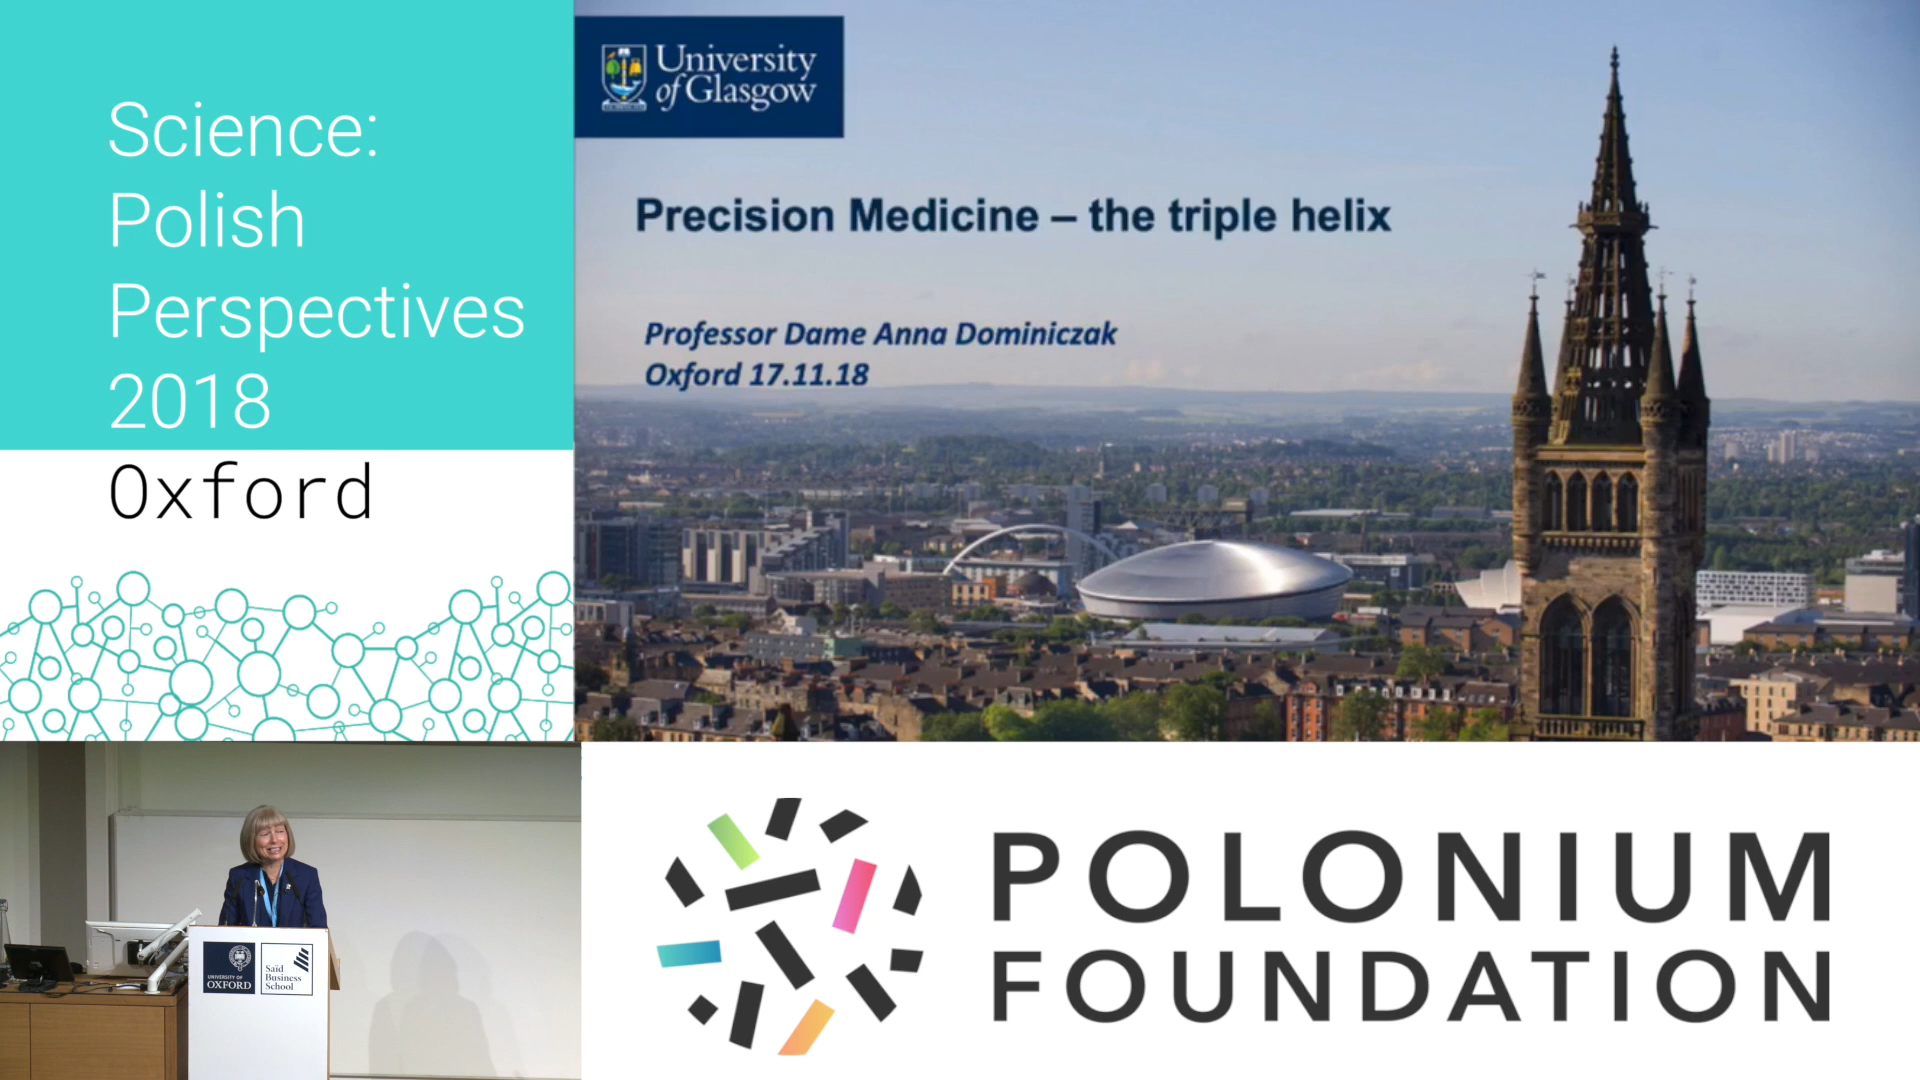 Science:
Polish
Perspectives
2018
Oxford
University
of Glasgow
Precision Medicine – the triple helix
Professor Dame Anna Dominiczak
Oxford 17.11.18
UNIVERSITY OF
OXFORD
Saïd
Business
School
POLONIUM
FOUNDATION